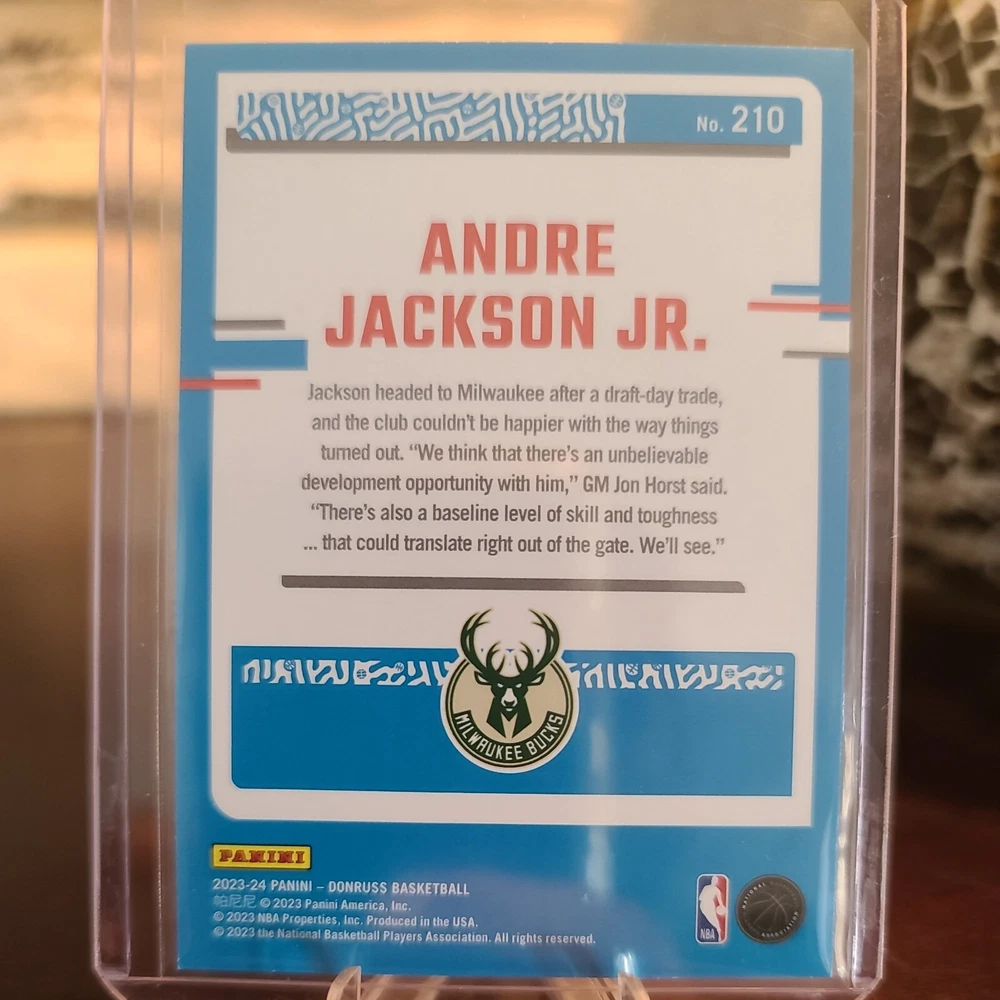 No. 210
ANDRE
JACKSON JR.
Jackson headed to Milwaukee after a draft-day trade,
and the club couldn't be happier with the way things
turned out. “We think that there's an unbelievable
development opportunity with him,” GM Jon Horst said.
“There's also a baseline level of skill and toughness
... that could translate right out of the gate. We'll see.”
MILWAUKEE BUCKS
PANINI
2023-24 PANINI – DONRUSS BASKETBALL
帕尼尼 © 2023 Panini America, Inc.
© 2023 NBA Properties, Inc. Produced in the USA.
© 2023 the National Basketball Players Association. All rights reserved.
NBA
NATIONAL
ASSOCIATION